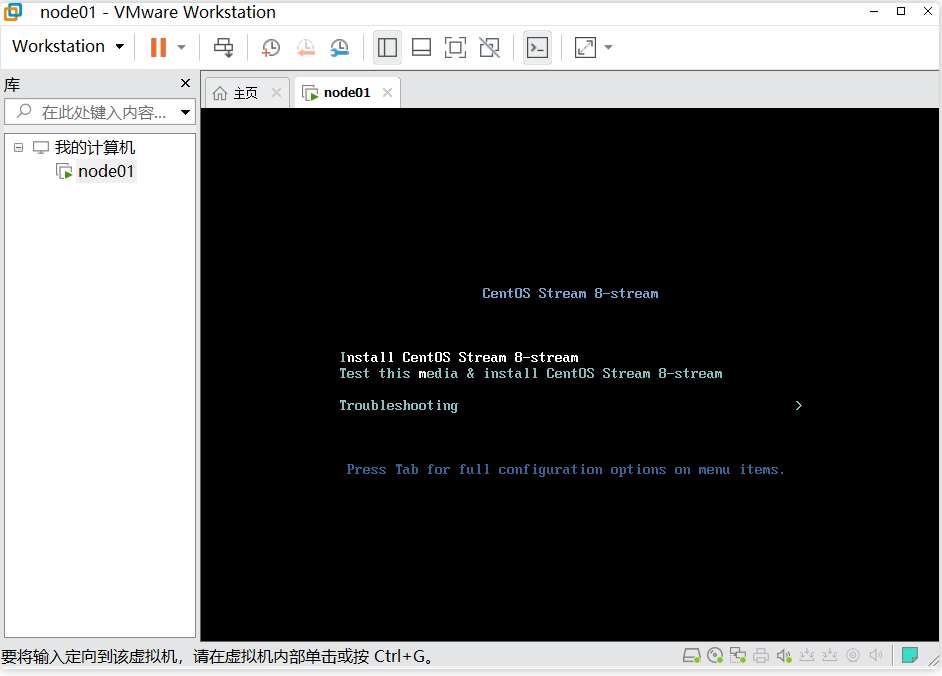 node01 - VMware Workstation
Workstation
库
在此处键入内容...
我的计算机
node01
主页
node01
CentOS Stream 8-stream
Install CentOS Stream 8-stream
Test this media & install CentOS Stream 8-stream
Troubleshooting >
Press Tab for full configuration options on menu items.
要将输入定向到该虚拟机，请在虚拟机内部单击或按 Ctrl+G。